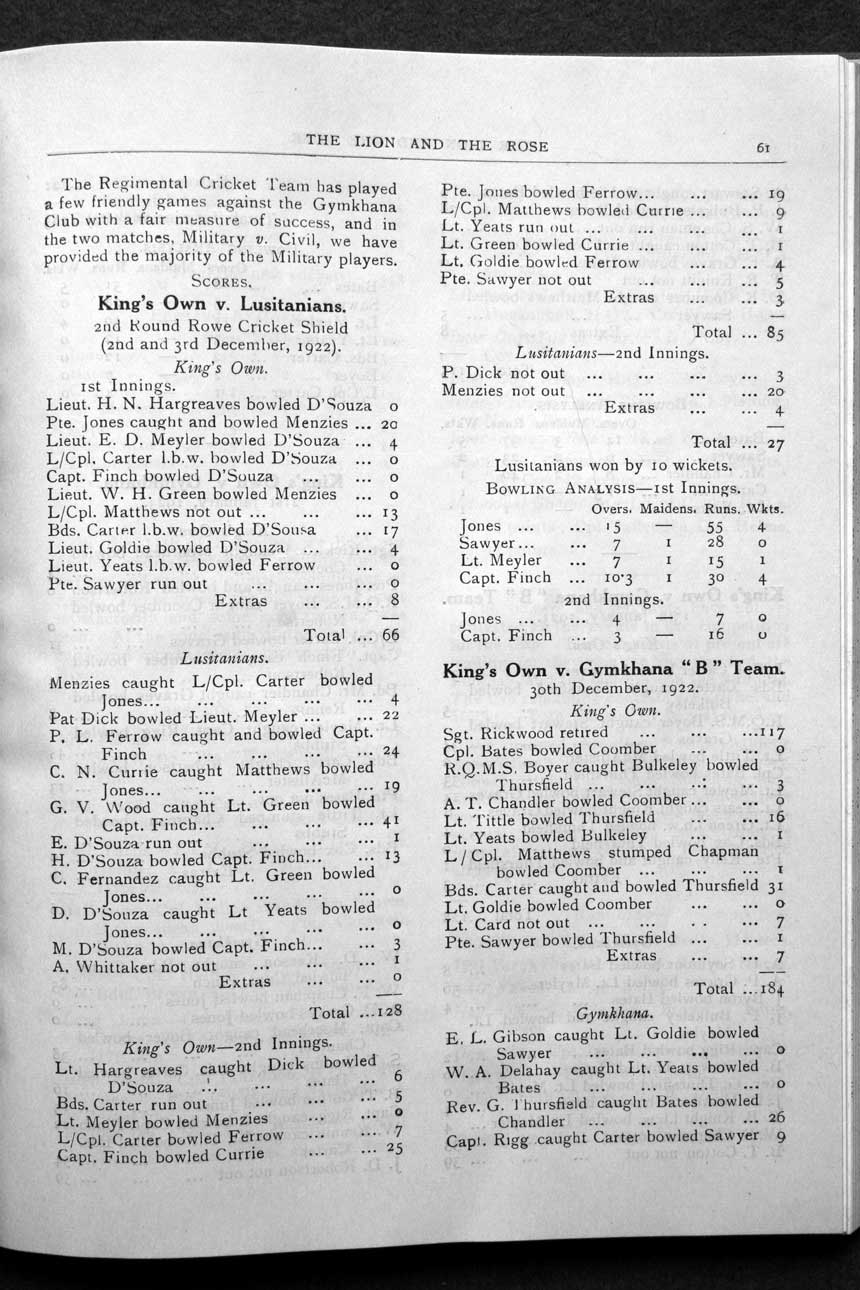 THE LION AND THE ROSE 61
The Regimental Cricket Team has played
a few friendly games against the Gymkhana
Club with a fair measure of success, and in
the two matches, Military v. Civil, we have
provided the majority of the Military players.
SCORES.
King's Own v. Lusitanians.
2nd Round Rowe Cricket Shield
(2nd and 3rd December, 1922).
King's Own.
1st Innings.
Lieut. H. N. Hargreaves bowled D'Souza 0
Pte. Jones caught and bowled Menzies ... 20
Lieut. E. D. Meyler bowled D'Souza ... 4
L/Cpl. Carter l.b.w. bowled D'Souza ... 0
Capt. Finch bowled D'Souza ... ... 0
Lieut. W. H. Green bowled Menzies ... 0
L/Cpl. Matthews not out ... ... ... 13
Bds. Carter l.b.w. bowled D'Sousa ... 17
Lieut. Goldie bowled D'Souza ... ... 4
Lieut. Yeats l.b.w. bowled Ferrow ... 0
Pte. Sawyer run out ... ... ... 0
Extras ... ... 8
Total ... 66
Lusitanians.
Menzies caught L/Cpl. Carter bowled
Jones... ... ... ... ... 4
Pat Dick bowled Lieut. Meyler ... ... 22
P. L. Ferrow caught and bowled Capt.
Finch ... ... ... ... 24
C. N. Currie caught Matthews bowled
Jones... ... ... ... ... 19
G. V. Wood caught Lt. Green bowled
Capt. Finch... ... ... ... 41
E. D'Souza run out ... ... ... 1
H. D'Souza bowled Capt. Finch... ... 13
C. Fernandez caught Lt. Green bowled
Jones... ... ... ... ... 0
D. D'Souza caught Lt Yeats bowled
Jones... ... ... ... ... 0
M. D'Souza bowled Capt. Finch... ... 3
A. Whittaker not out ... ... ... 1
Extras ... ... 0
Total ...128
King's Own—2nd Innings.
Lt. Hargreaves caught Dick bowled
D'Souza ... ... ... ... 6
Bds. Carter run out ... ... ... 5
Lt. Meyler bowled Menzies ... ... 0
L/Cpl. Carter bowled Ferrow ... ... 7
Capt. Finch bowled Currie ... ... 25
Pte. Jones bowled Ferrow... ... ... 19
L/Cpl. Matthews bowled Currie ... ... 9
Lt. Yeats run out ... ... ... ... 1
Lt. Green bowled Currie ... ... ... 1
Lt. Goldie bowled Ferrow ... ... 4
Pte. Sawyer not out ... ... ... 5
Extras ... ... 3
Total ... 85
Lusitanians—2nd Innings.
P. Dick not out ... ... ... ... 3
Menzies not out ... ... ... ... 20
Extras ... ... 4
Total ... 27
Lusitanians won by 10 wickets.
BOWLING ANALYSIS—1st Innings.
Overs. Maidens. Runs. Wkts.
Jones ... ... 15 — 55 4
Sawyer... ... 7 1 28 0
Lt. Meyler ... 7 1 15 1
Capt. Finch ... 10·3 1 30 4
2nd Innings.
Jones ... ... 4 — 7 0
Capt. Finch ... 3 — 16 0
King's Own v. Gymkhana "B" Team.
30th December, 1922.
King's Own.
Sgt. Rickwood retired ... ... ...117
Cpl. Bates bowled Coomber ... ... 0
R.Q.M.S. Boyer caught Bulkeley bowled
Thursfield ... ... ... ... 3
A. T. Chandler bowled Coomber ... ... 0
Lt. Tittle bowled Thursfield ... ... 16
Lt. Yeats bowled Bulkeley ... ... 1
L/Cpl. Matthews stumped Chapman
bowled Coomber ... ... ... 1
Bds. Carter caught and bowled Thursfield 31
Lt. Goldie bowled Coomber ... ... 0
Lt. Card not out ... ... .. ... 7
Pte. Sawyer bowled Thursfield ... ... 1
Extras ... ... 7
Total ...184
Gymkhana.
E. L. Gibson caught Lt. Goldie bowled
Sawyer ... ... ... ... 0
W. A. Delahay caught Lt. Yeats bowled
Bates ... ... ... ... 0
Rev. G. Thursfield caught Bates bowled
Chandler ... ... ... ... 26
Capt. Rigg caught Carter bowled Sawyer 9